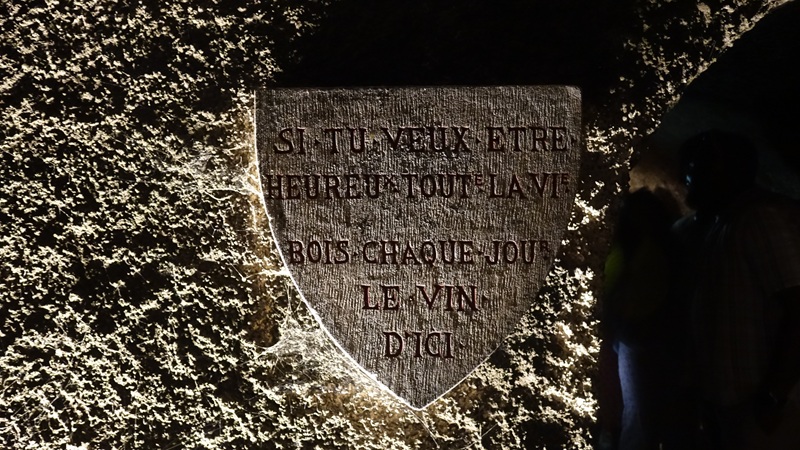 SI·TU·VEUX·ETRE·
HEUREUX TOUTE LA VIE
BOIS·CHAQUE·JOUR
LE·VIN·
D'ICI·